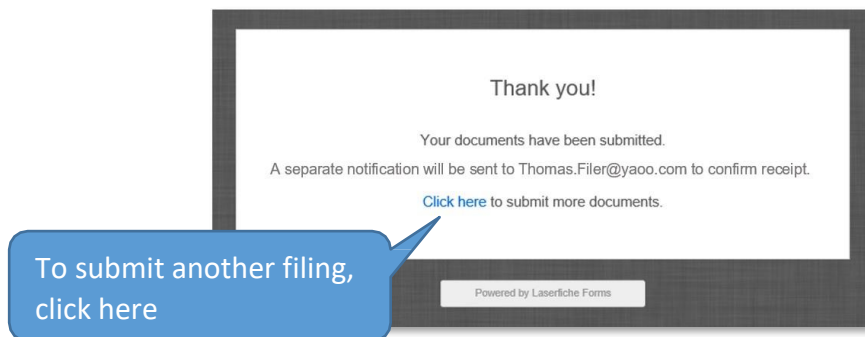 Thank you!
Your documents have been submitted.
A separate notification will be sent to Thomas.Filer@yaoo.com to confirm receipt.
Click here to submit more documents.
To submit another filing,
click here
Powered by Laserfiche Forms